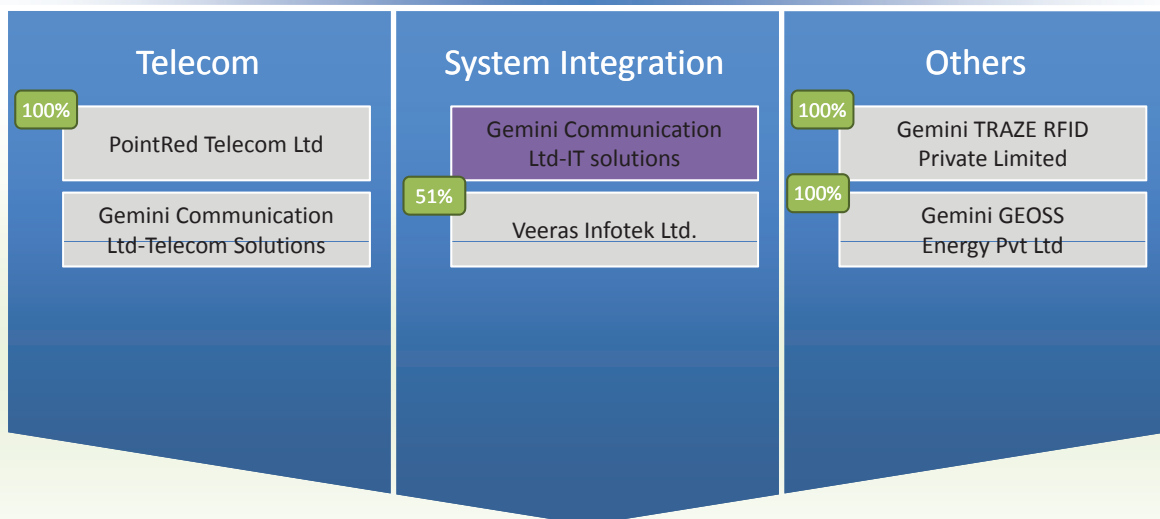 Telecom
100%
PointRed Telecom Ltd
Gemini Communication
Ltd-Telecom Solutions
System Integration
Gemini Communication
Ltd-IT solutions
51%
Veeras Infotek Ltd.
Others
100%
Gemini TRAZE RFID
Private Limited
100%
Gemini GEOSS
Energy Pvt Ltd